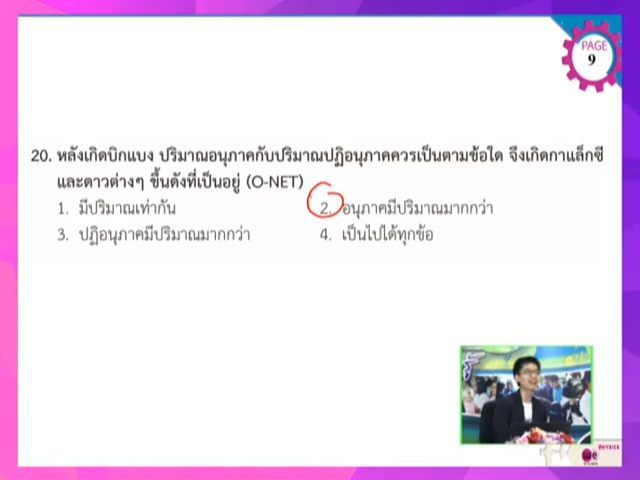 PAGE
9
20. หลังเกิดบิกแบง ปริมาณอนุภาคกับปริมาณปฏิอนุภาคควรเป็นตามข้อใด จึงเกิดกาแล็กซี
และดาวต่างๆ ขึ้นดังที่เป็นอยู่ (O-NET)
1. มีปริมาณเท่ากัน
2. อนุภาคมีปริมาณมากกว่า
3. ปฏิอนุภาคมีปริมาณมากกว่า
4. เป็นไปได้ทุกข้อ
PHYSICS
we